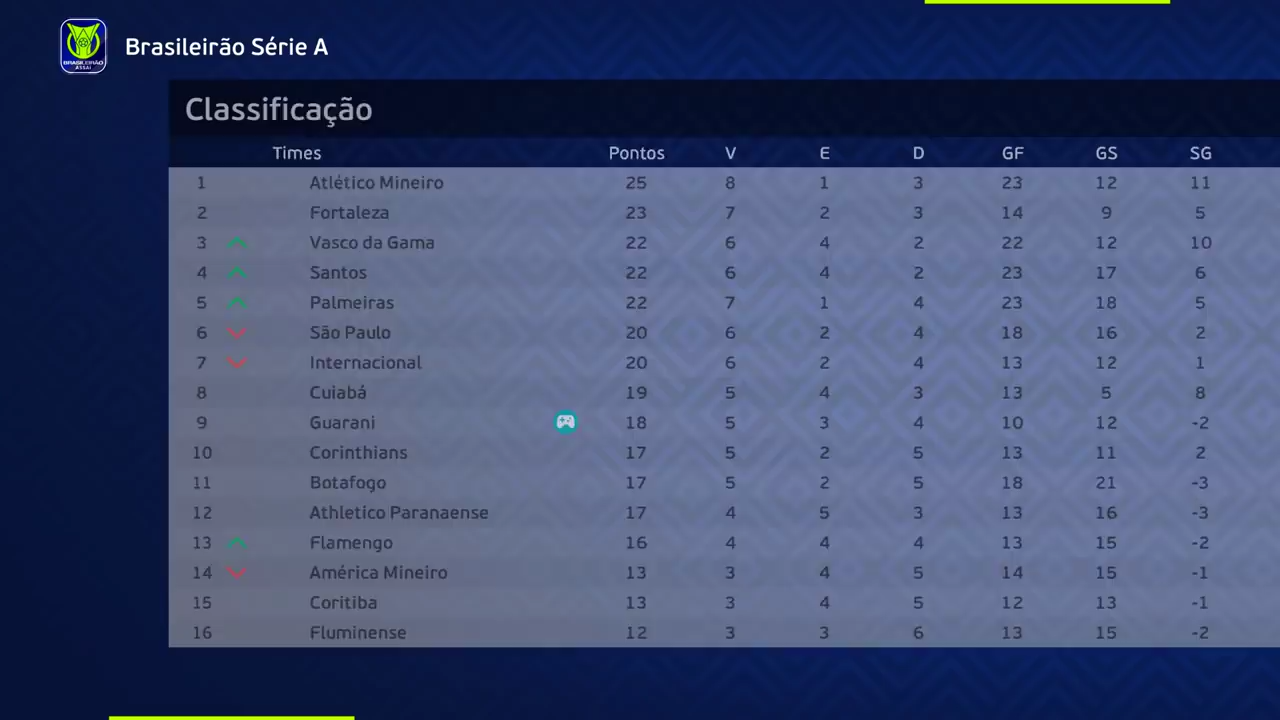 Brasileirão Série A
BRASILEIRÃO
ASSAÍ
Classificação
Times Pontos V E D GF GS SG
1 Atlético Mineiro 25 8 1 3 23 12 11
2 Fortaleza 23 7 2 3 14 9 5
3 Vasco da Gama 22 6 4 2 22 12 10
4 Santos 22 6 4 2 23 17 6
5 Palmeiras 22 7 1 4 23 18 5
6 São Paulo 20 6 2 4 18 16 2
7 Internacional 20 6 2 4 13 12 1
8 Cuiabá 19 5 4 3 13 5 8
9 Guarani 18 5 3 4 10 12 -2
10 Corinthians 17 5 2 5 13 11 2
11 Botafogo 17 5 2 5 18 21 -3
12 Athletico Paranaense 17 4 5 3 13 16 -3
13 Flamengo 16 4 4 4 13 15 -2
14 América Mineiro 13 3 4 5 14 15 -1
15 Coritiba 13 3 4 5 12 13 -1
16 Fluminense 12 3 3 6 13 15 -2